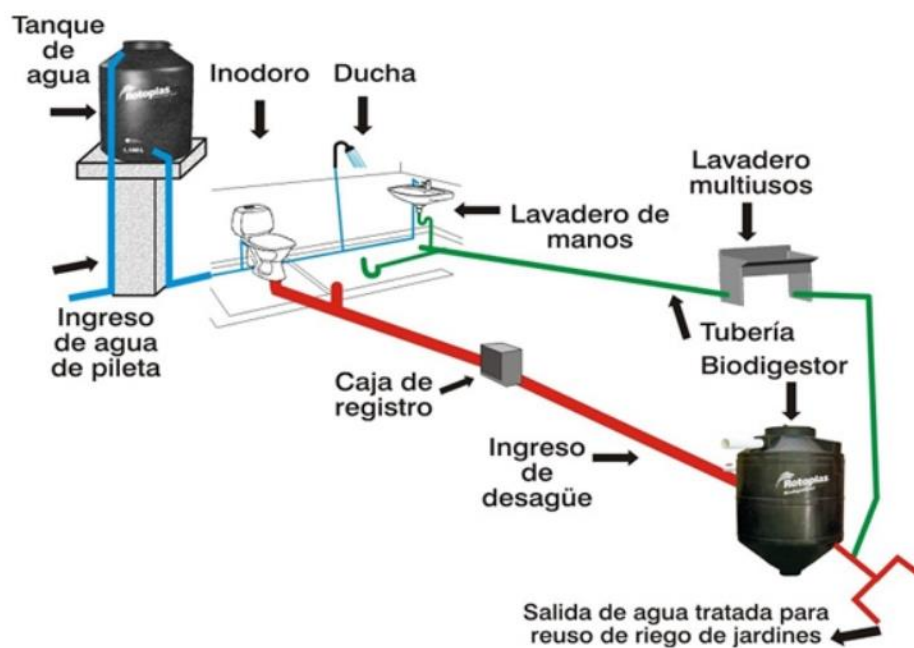 Tanque
de
agua
Rotoplas
Inodoro
Ducha
Lavadero
multiusos
Lavadero de
manos
Ingreso
de agua
de pileta
Tubería
Biodigestor
Caja de
registro
Ingreso
de
desagüe
Rotoplas
Salida de agua tratada para
reuso de riego de jardines